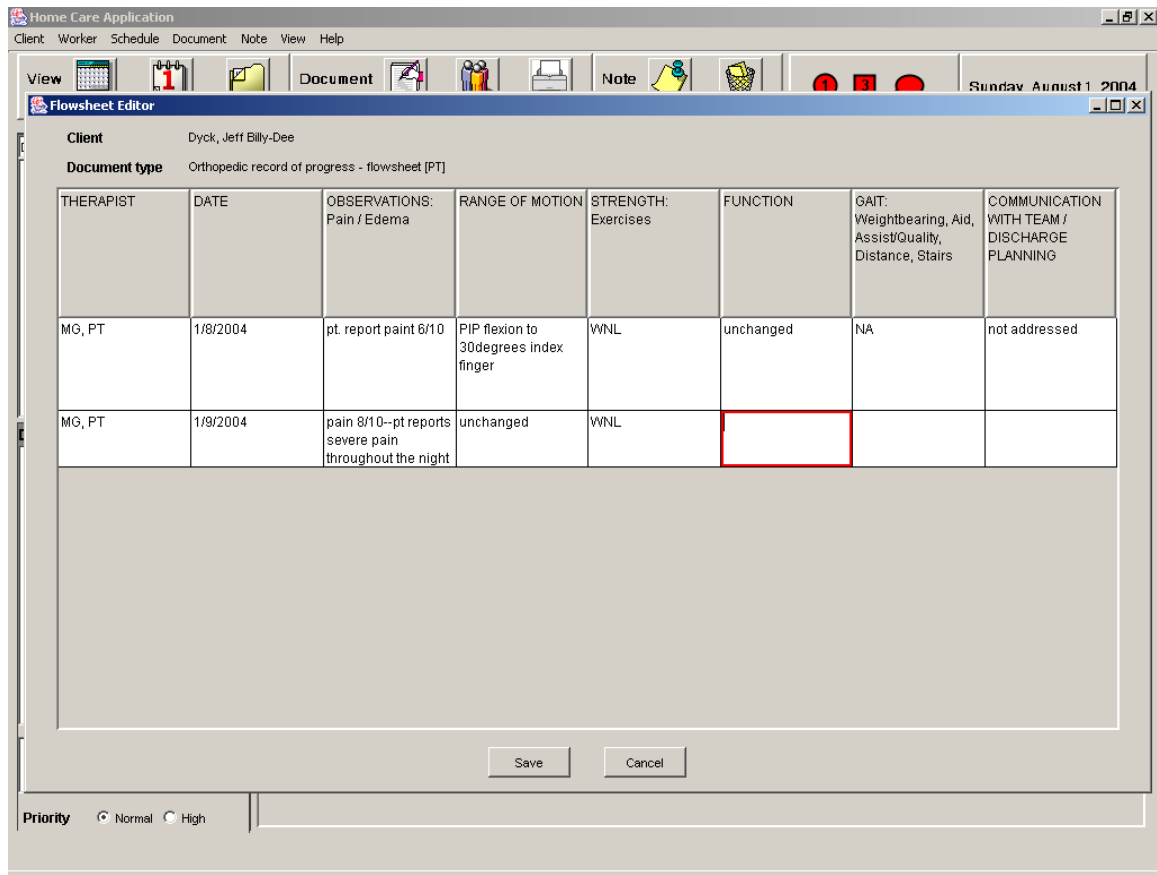 Home Care Application
Client Worker Schedule Document Note View Help
View 1 Document Note 1 3 Sunday August 1 2004
Flowsheet Editor
Client Dyck, Jeff Billy-Dee
Document type Orthopedic record of progress - flowsheet [PT]
THERAPIST
DATE
OBSERVATIONS:
Pain / Edema
RANGE OF MOTION
STRENGTH:
Exercises
FUNCTION
GAIT:
Weightbearing, Aid,
Assist/Quality,
Distance, Stairs
COMMUNICATION
WITH TEAM /
DISCHARGE
PLANNING
MG, PT
1/8/2004
pt. report paint 6/10
PIP flexion to
30degrees index
finger
WNL
unchanged
NA
not addressed
MG, PT
1/9/2004
pain 8/10--pt reports
severe pain
throughout the night
unchanged
WNL
Save Cancel
Priority Normal High